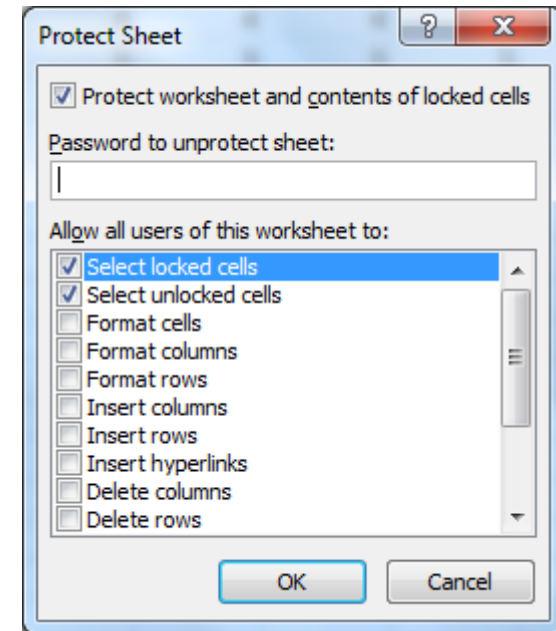 Protect Sheet
Protect worksheet and contents of locked cells
Password to unprotect sheet:
Allow all users of this worksheet to:
Select locked cells
Select unlocked cells
Format cells
Format columns
Format rows
Insert columns
Insert rows
Insert hyperlinks
Delete columns
Delete rows
OK Cancel